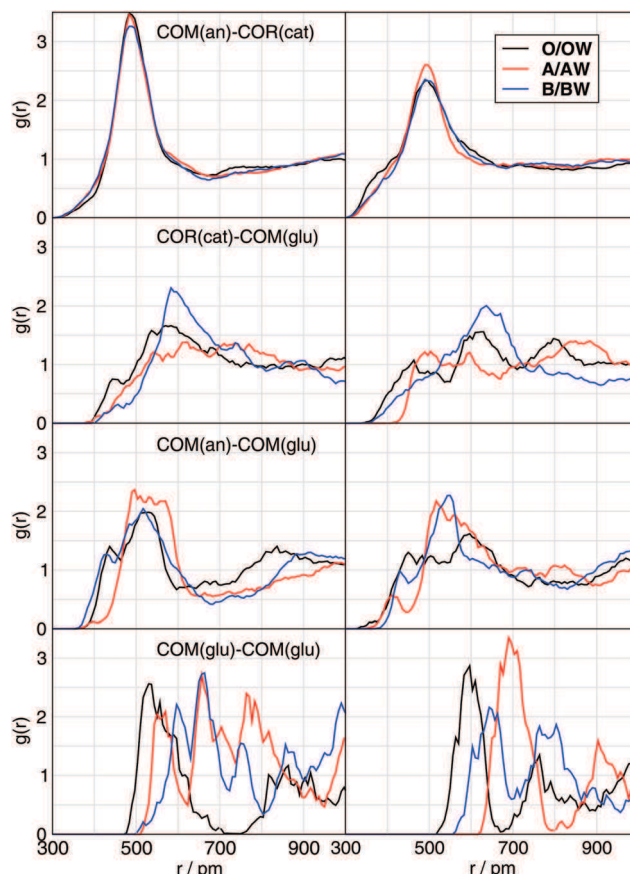 COM(an)-COR(cat)
O/OW
A/AW
B/BW
g(r)
3
2
1
0
COR(cat)-COM(glu)
g(r)
3
2
1
0
COM(an)-COM(glu)
g(r)
3
2
1
0
COM(glu)-COM(glu)
g(r)
3
2
1
0
300 500 700 900 300 500 700 900
r / pm r / pm